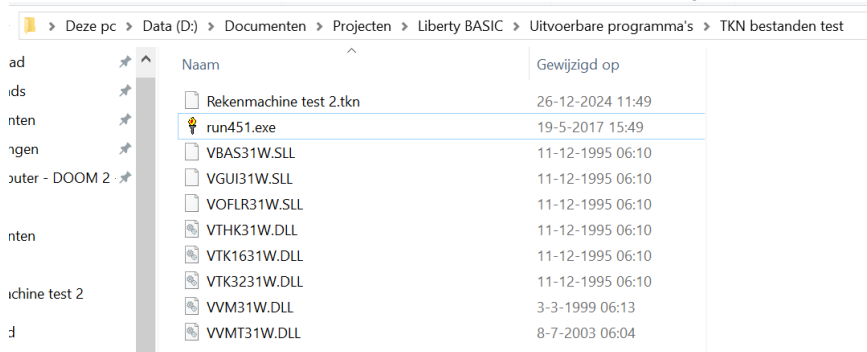 > Deze pc > Data (D:) > Documenten > Projecten > Liberty BASIC > Uitvoerbare programma's > TKN bestanden test
Naam Gewijzigd op
Rekenmachine test 2.tkn 26-12-2024 11:49
run451.exe 19-5-2017 15:49
VBAS31W.SLL 11-12-1995 06:10
VGUI31W.SLL 11-12-1995 06:10
VOFLR31W.SLL 11-12-1995 06:10
VTHK31W.DLL 11-12-1995 06:10
VTK1631W.DLL 11-12-1995 06:10
VTK3231W.DLL 11-12-1995 06:10
VVM31W.DLL 3-3-1999 06:13
VVMT31W.DLL 8-7-2003 06:04
ad
ds
nten
ngen
outer - DOOM 2
nten
achine test 2
d